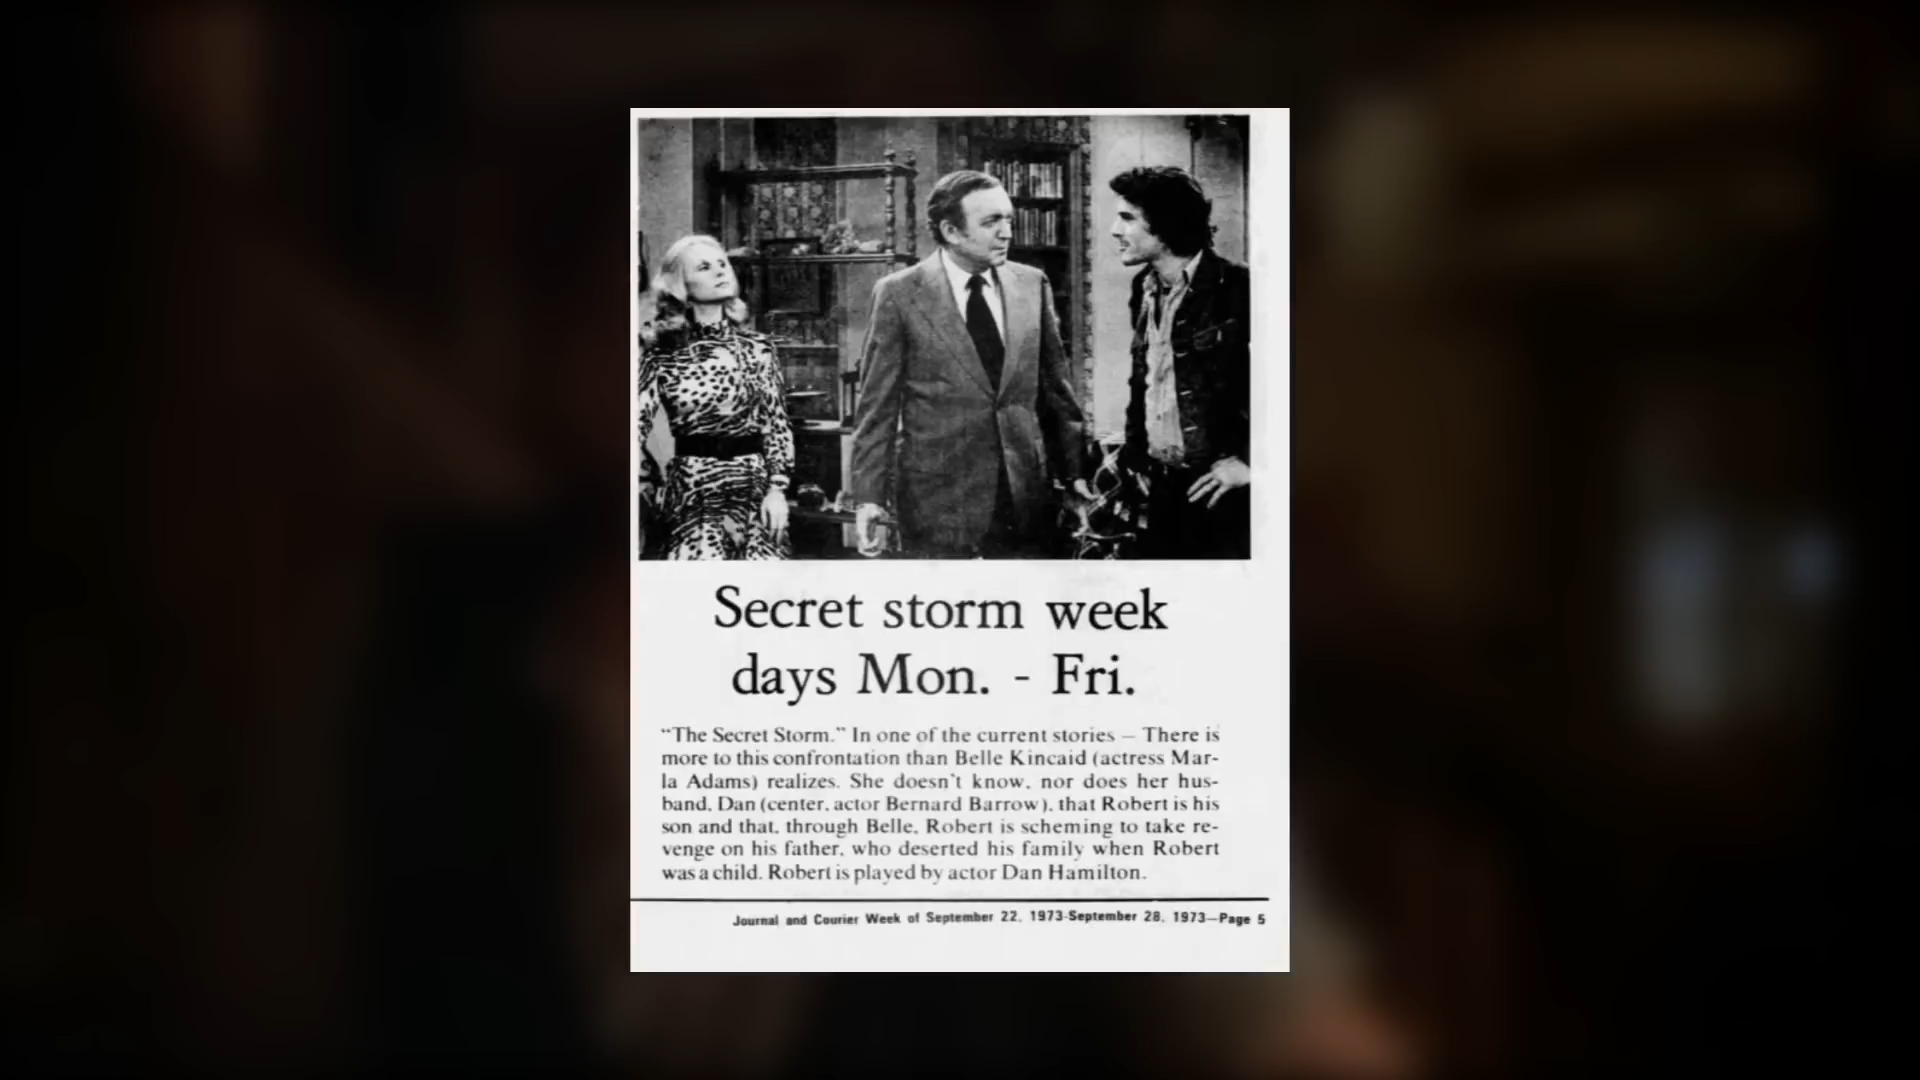 Secret storm week
days Mon. - Fri.
“The Secret Storm.” In one of the current stories — There is
more to this confrontation than Belle Kincaid (actress Mar-
la Adams) realizes. She doesn't know, nor does her hus-
band, Dan (center, actor Bernard Barrow), that Robert is his
son and that, through Belle, Robert is scheming to take re-
venge on his father, who deserted his family when Robert
was a child. Robert is played by actor Dan Hamilton.
Journal and Courier Week of September 22, 1973-September 28, 1973—Page 5